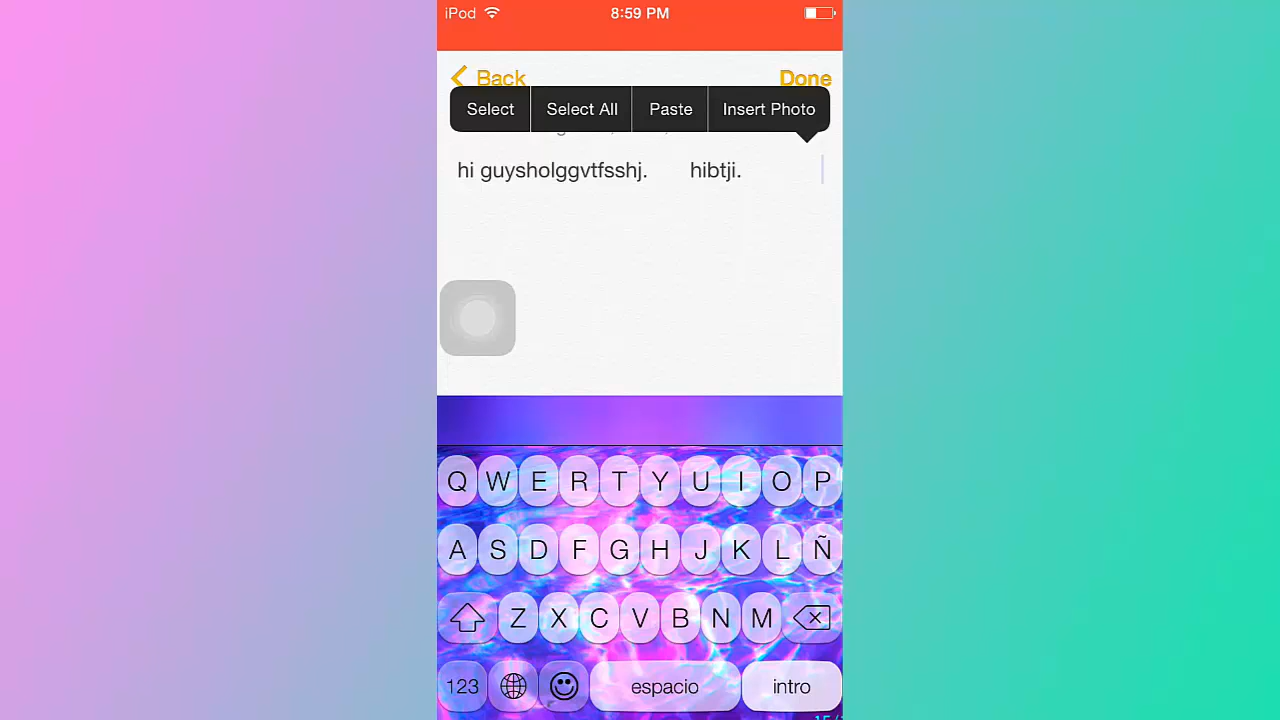 iPod 8:59 PM
Back Done
Select Select All Paste Insert Photo
hi guysholggvtfsshj. hibtji.
Q W E R T Y U I O P
A S D F G H J K L Ñ
Z X C V B N M
123 espacio intro